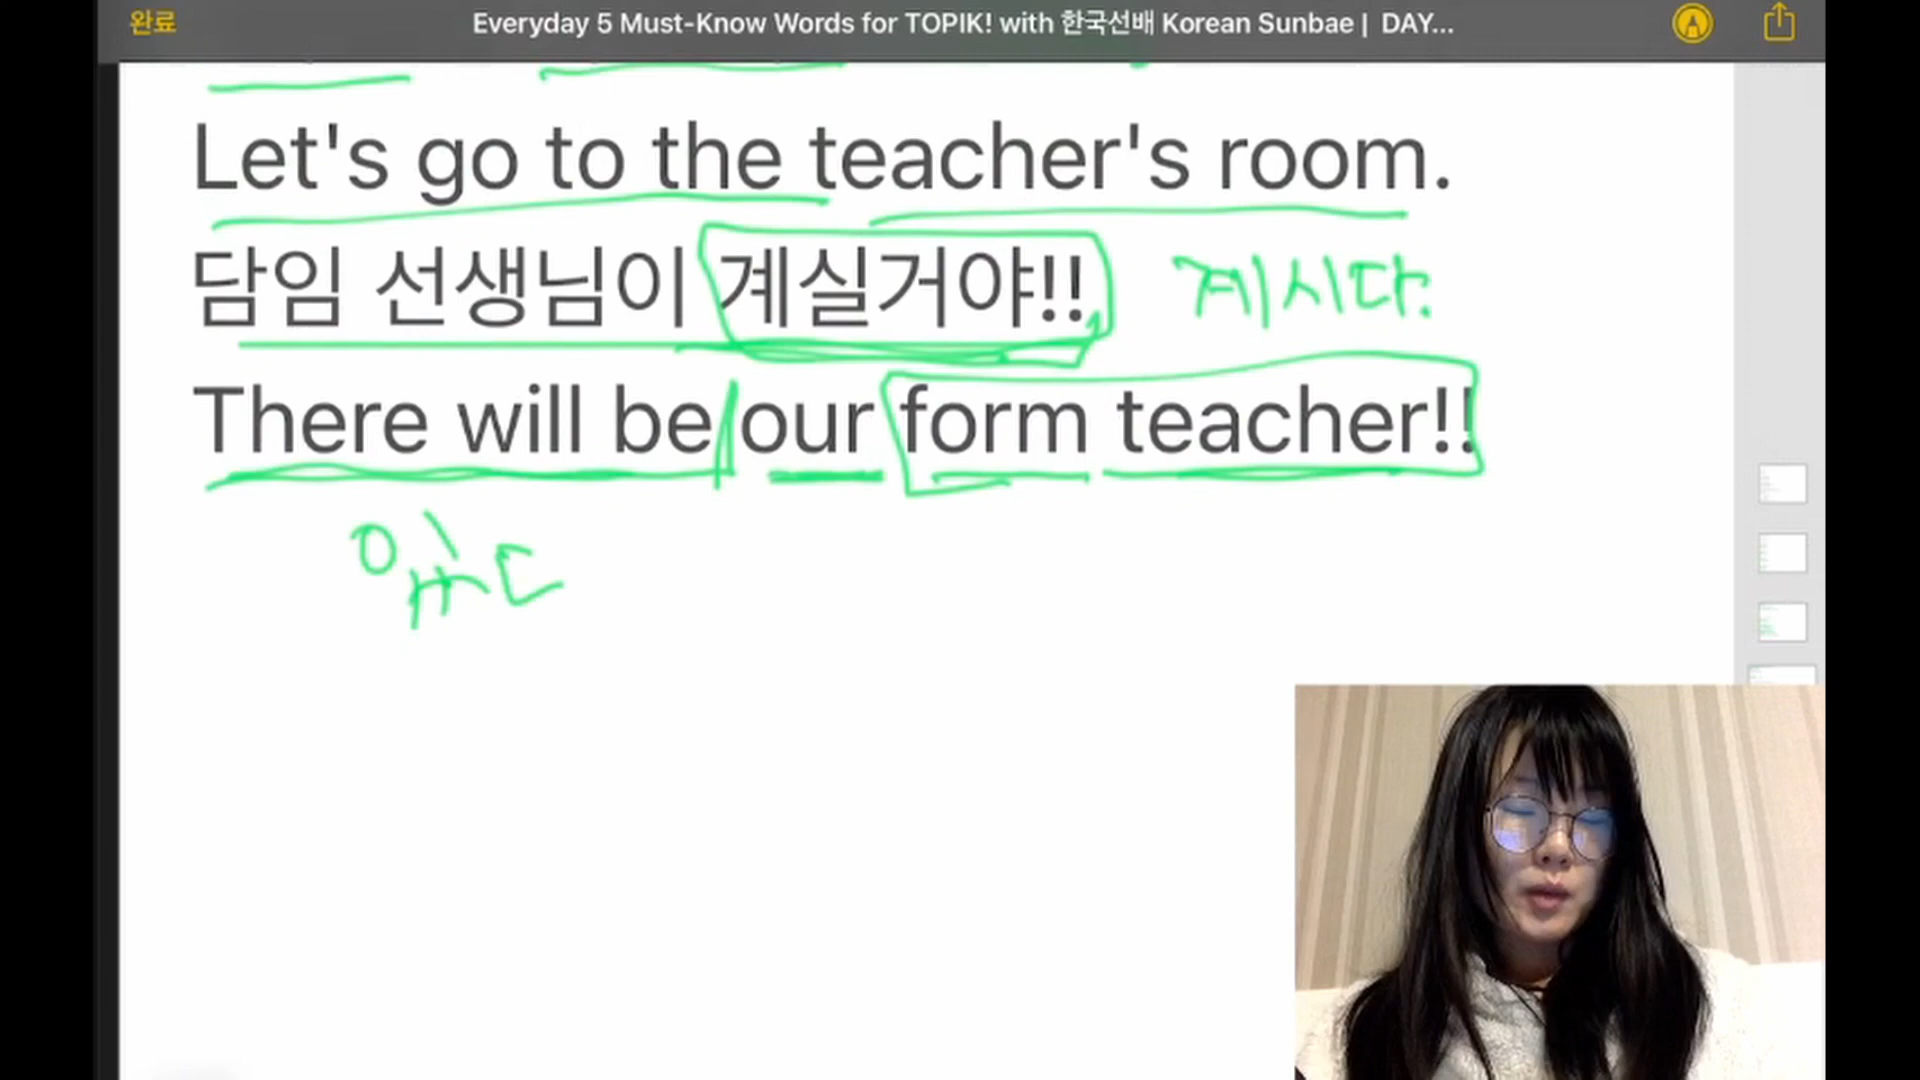 완료
Everyday 5 Must-Know Words for TOPIK! with 한국선배 Korean Sunbae | DAY...
Let's go to the teacher's room.
담임 선생님이 계실거야!!
계시다.
There will be our form teacher!!